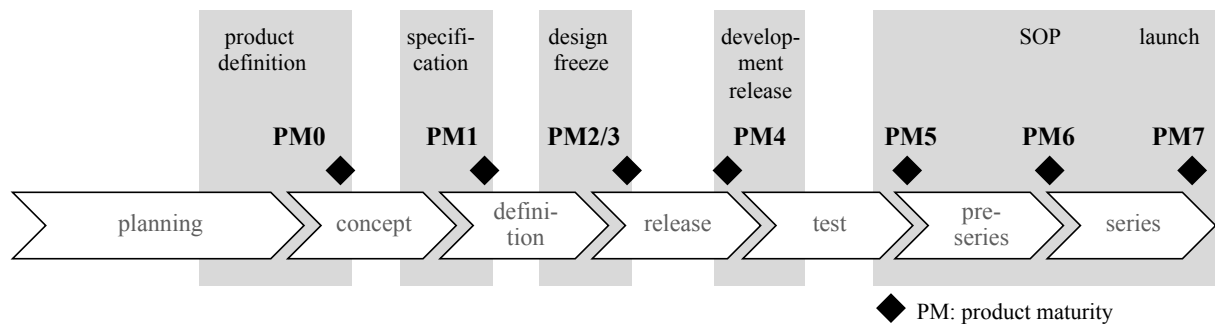 product
definition
specifi-
cation
design
freeze
develop-
ment
release
SOP
launch
PM0
PM1
PM2/3
PM4
PM5
PM6
PM7
planning
concept
defini-
tion
release
test
pre-
series
series
PM: product maturity